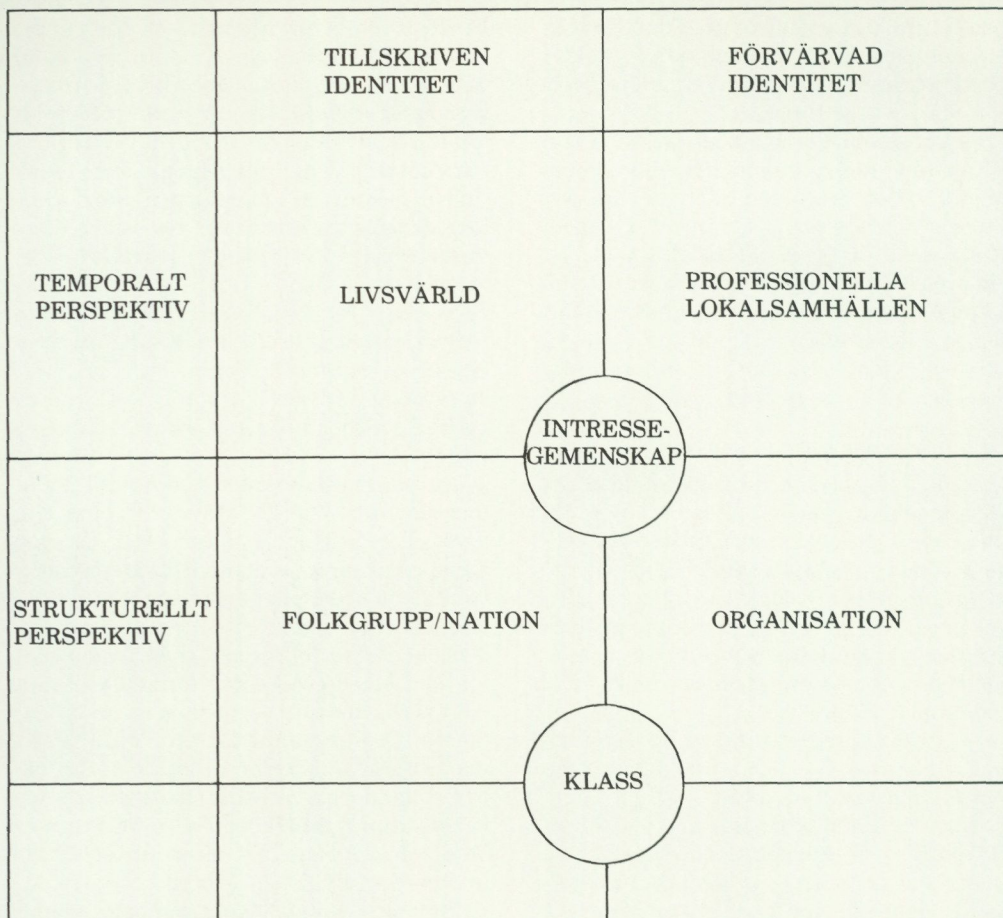 TILLSKRIVEN
IDENTITET
FÖRVÄRVAD
IDENTITET
TEMPORALT
PERSPEKTIV
LIVSVÄRLD
PROFESSIONELLA
LOKALSAMHÄLLEN
INTRESSE-
GEMENSKAP
STRUKTURELLT
PERSPEKTIV
FOLKGRUPP/NATION
ORGANISATION
KLASS